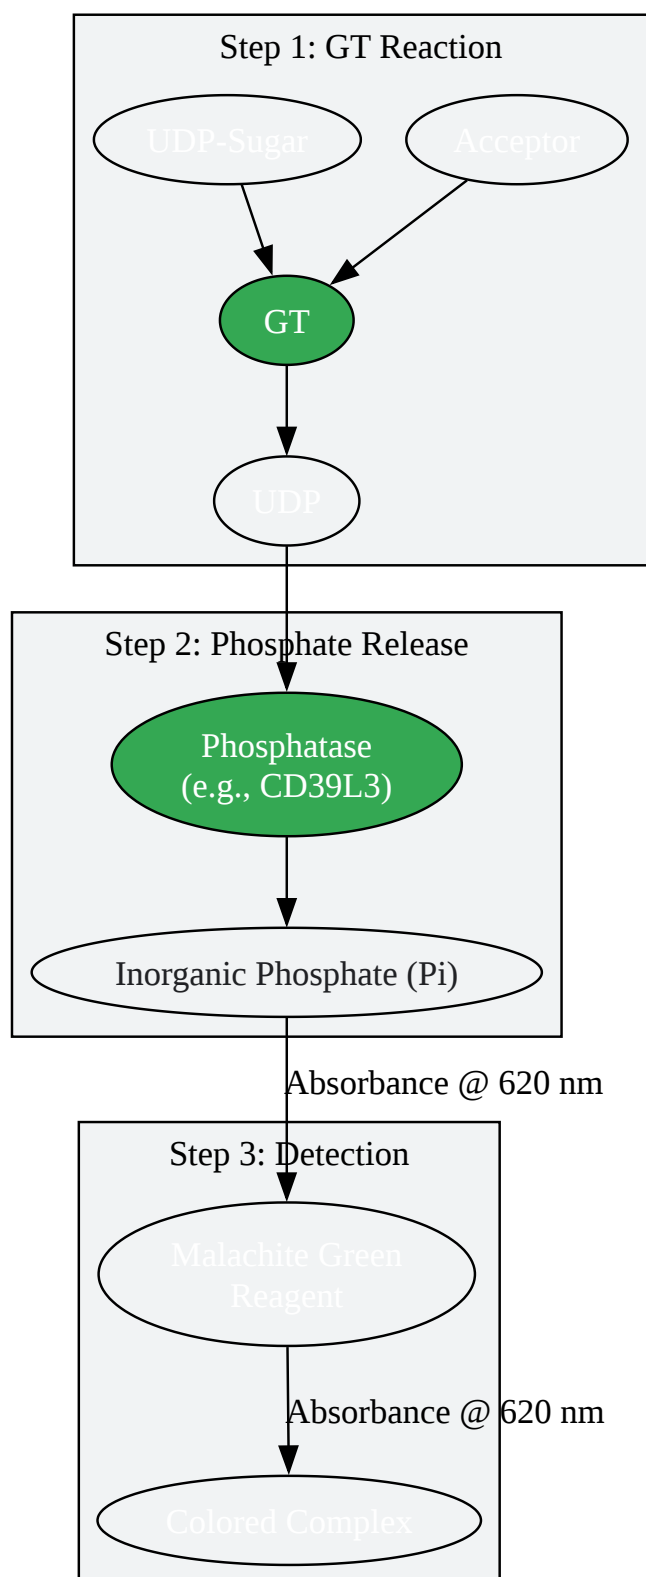 Step 1: GT Reaction
UDP-Sugar
Acceptor
GT
UDP
Step 2: Phosphate Release
Phosphatase
(e.g., CD39L3)
Inorganic Phosphate (Pi)
Absorbance @ 620 nm
Step 3: Detection
Malachite Green
Reagent
Absorbance @ 620 nm
Colored Complex